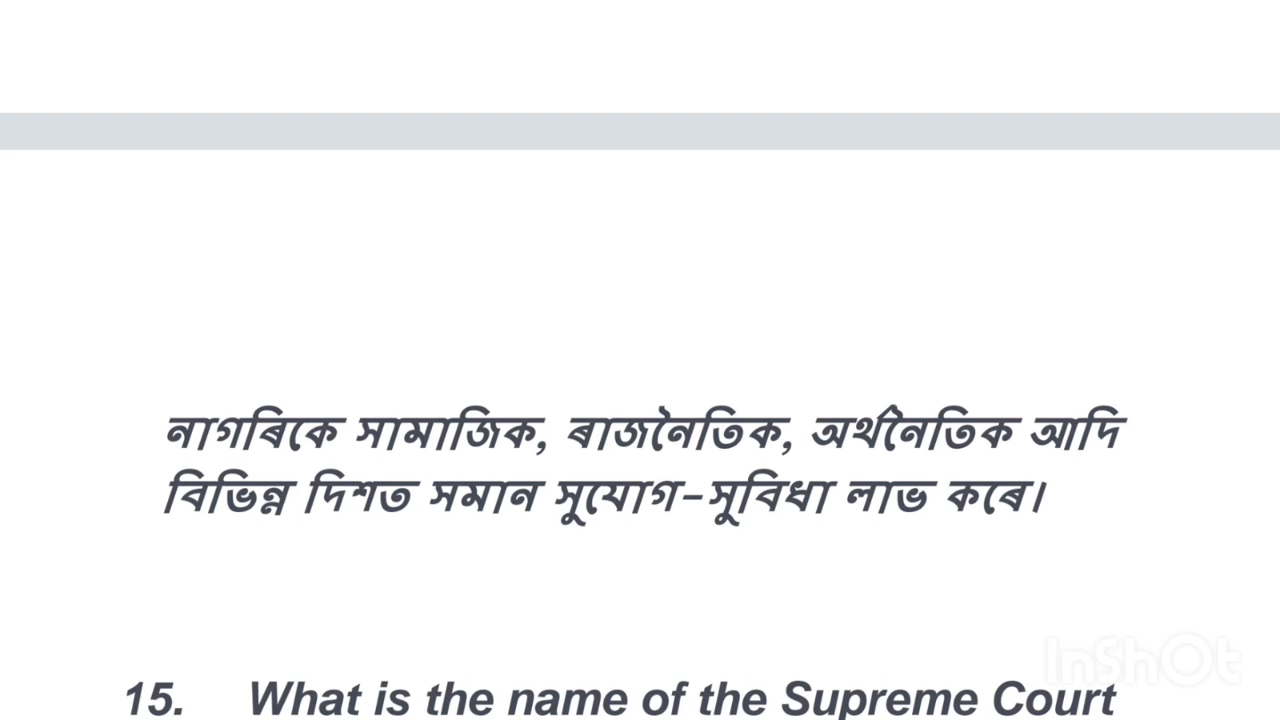 নাগৰিকে সামাজিক, ৰাজনৈতিক, অৰ্থনৈতিক আদি
বিভিন্ন দিশত সমান সুযোগ-সুবিধা লাভ কৰে।
15. What is the name of the Supreme Court
InShOt